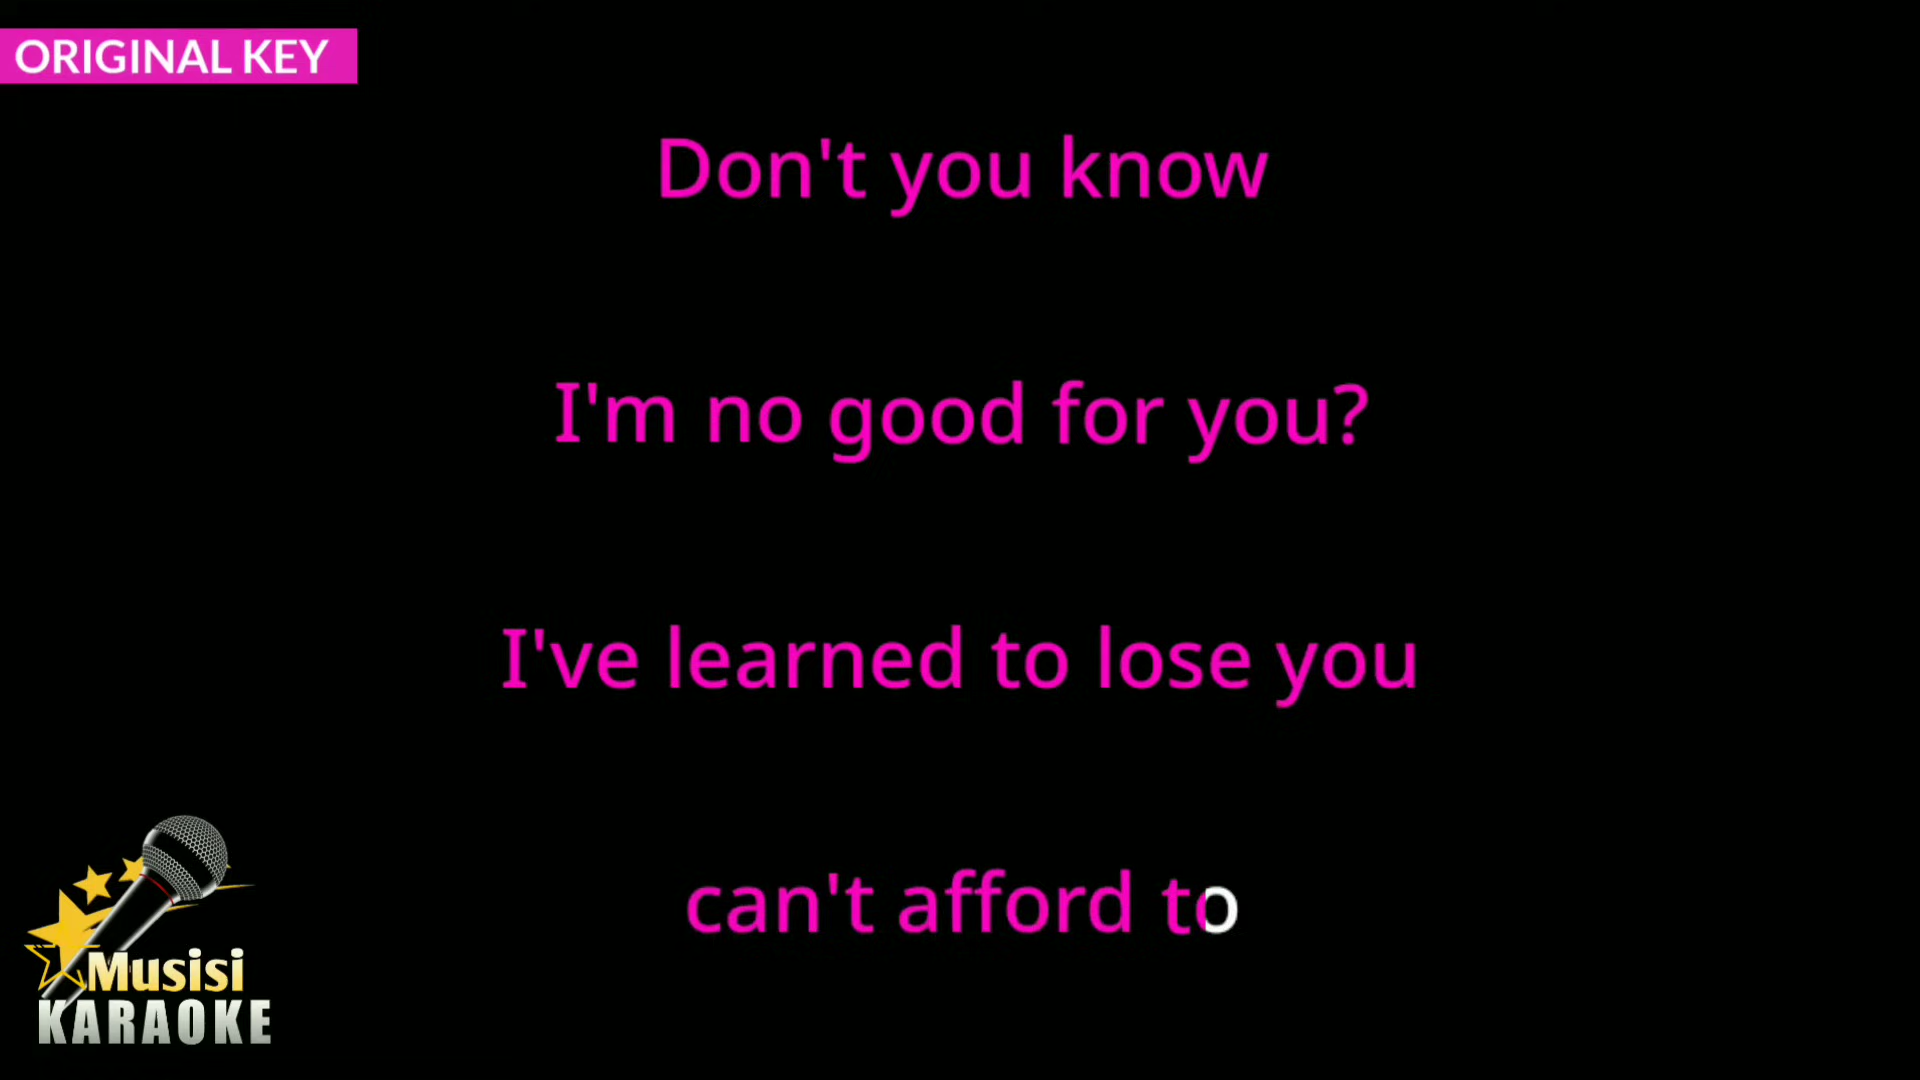 ORIGINAL KEY
Don't you know
I'm no good for you?
I've learned to lose you
can't afford to
Musisi
KARAOKE